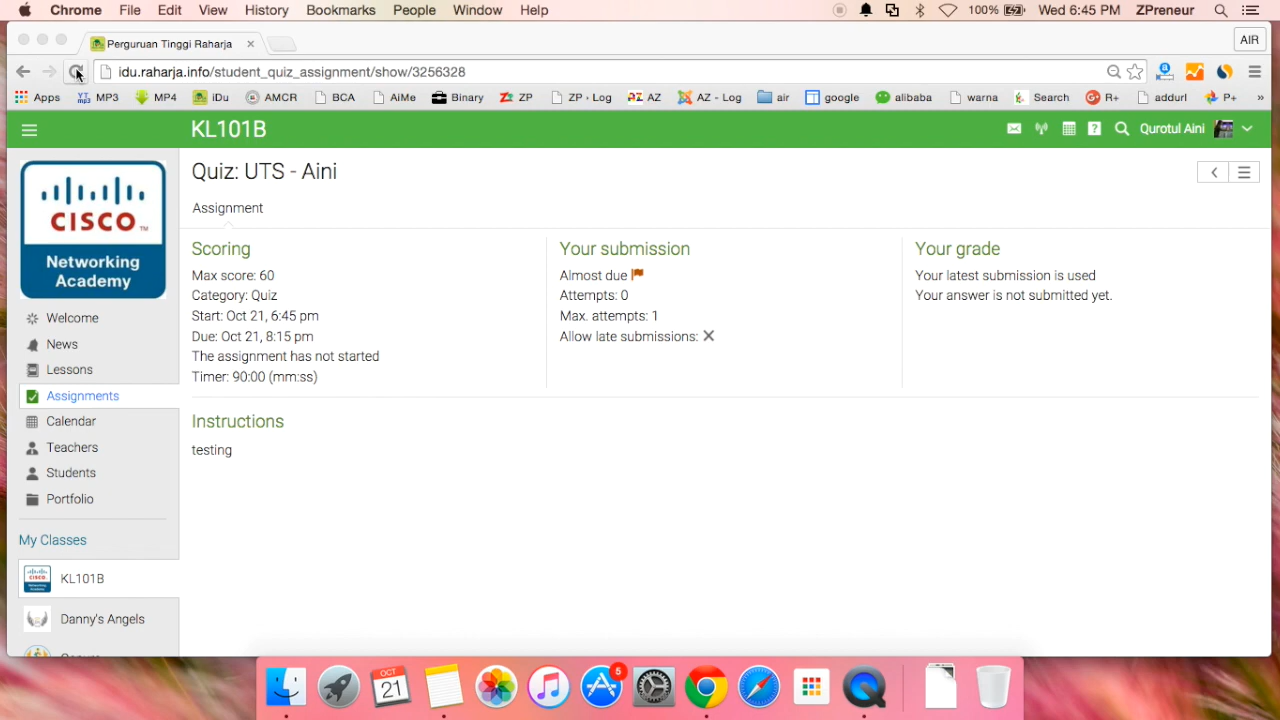 Chrome File Edit View History Bookmarks People Window Help 100% Wed 6:45 PM ZPreneur
Perguruan Tinggi Raharja AIR
idu.raharja.info/student_quiz_assignment/show/3256328
Apps MP3 MP4 iDu AMCR BCA AiMe Binary ZP ZP - Log AZ AZ - Log air google alibaba warna Search R+ addurl P+ »
KL101B Qurotul Aini
CISCO
Networking
Academy
Welcome
News
Lessons
Assignments
Calendar
Teachers
Students
Portfolio
My Classes
KL101B
Danny's Angels
Quiz: UTS - Aini
Assignment
Scoring
Max score: 60
Category: Quiz
Start: Oct 21, 6:45 pm
Due: Oct 21, 8:15 pm
The assignment has not started
Timer: 90:00 (mm:ss)
Your submission
Almost due
Attempts: 0
Max. attempts: 1
Allow late submissions:
Your grade
Your latest submission is used
Your answer is not submitted yet.
Instructions
testing
OCT
21
5